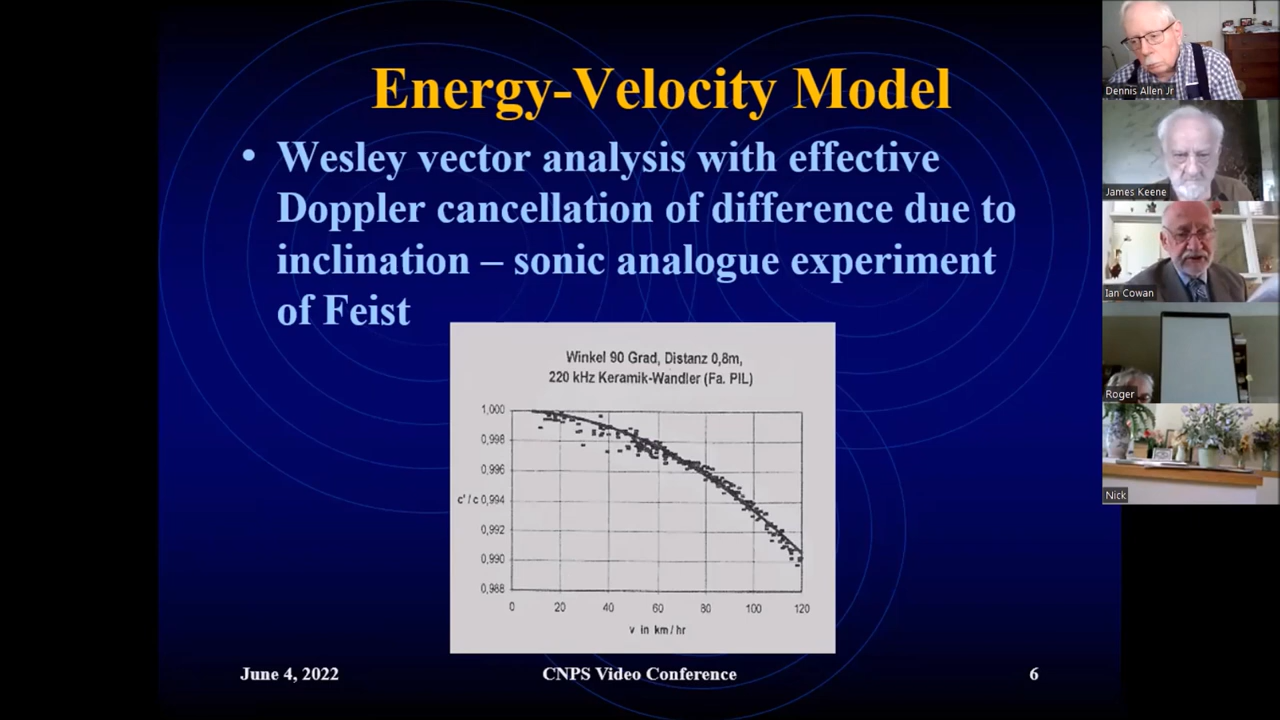 Energy-Velocity Model
• Wesley vector analysis with effective
Doppler cancellation of difference due to
inclination – sonic analogue experiment
of Feist
Winkel 90 Grad, Distanz 0,8m,
220 kHz Keramik-Wandler (Fa. PIL)
1,000
0,998
0,996
c' / c 0,994
0,992
0,990
0,988
0 20 40 60 80 100 120
v in km/hr
June 4, 2022 CNPS Video Conference 6
Dennis Allen Jr
James Keene
Ian Cowan
Roger
Nick